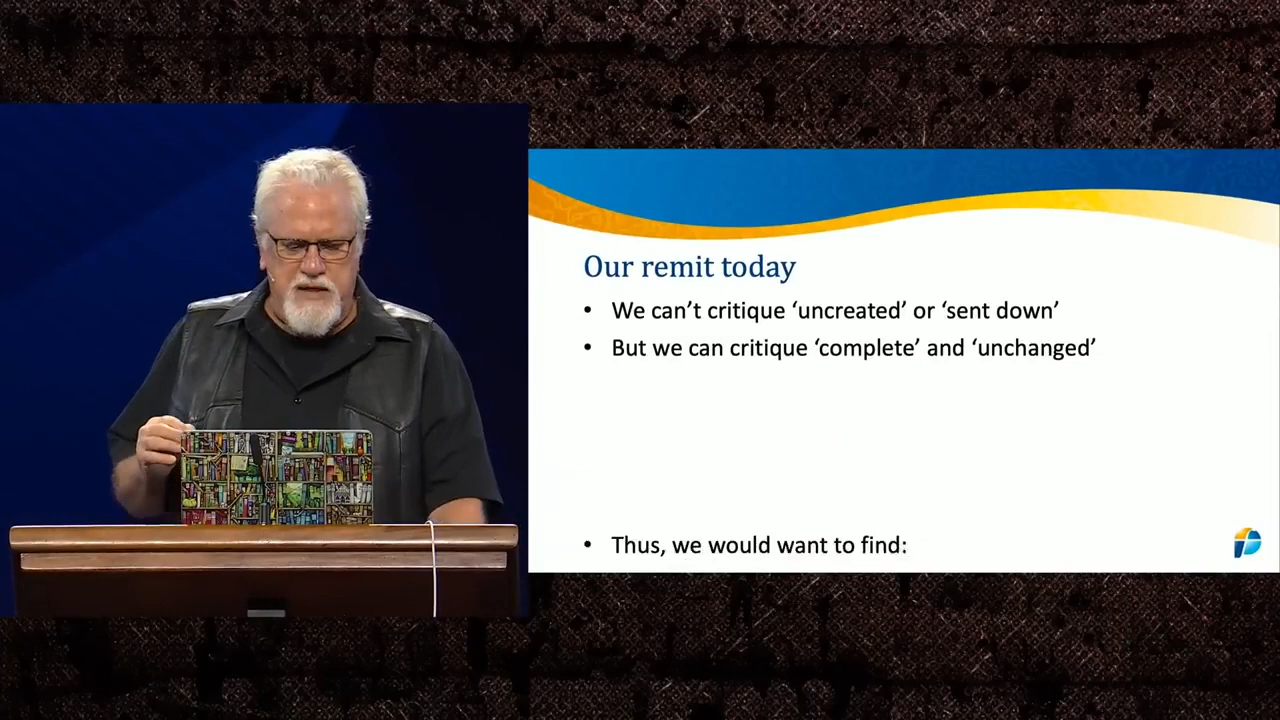 Our remit today
• We can’t critique ‘uncreated’ or ‘sent down’
• But we can critique ‘complete’ and ‘unchanged’
• Thus, we would want to find: